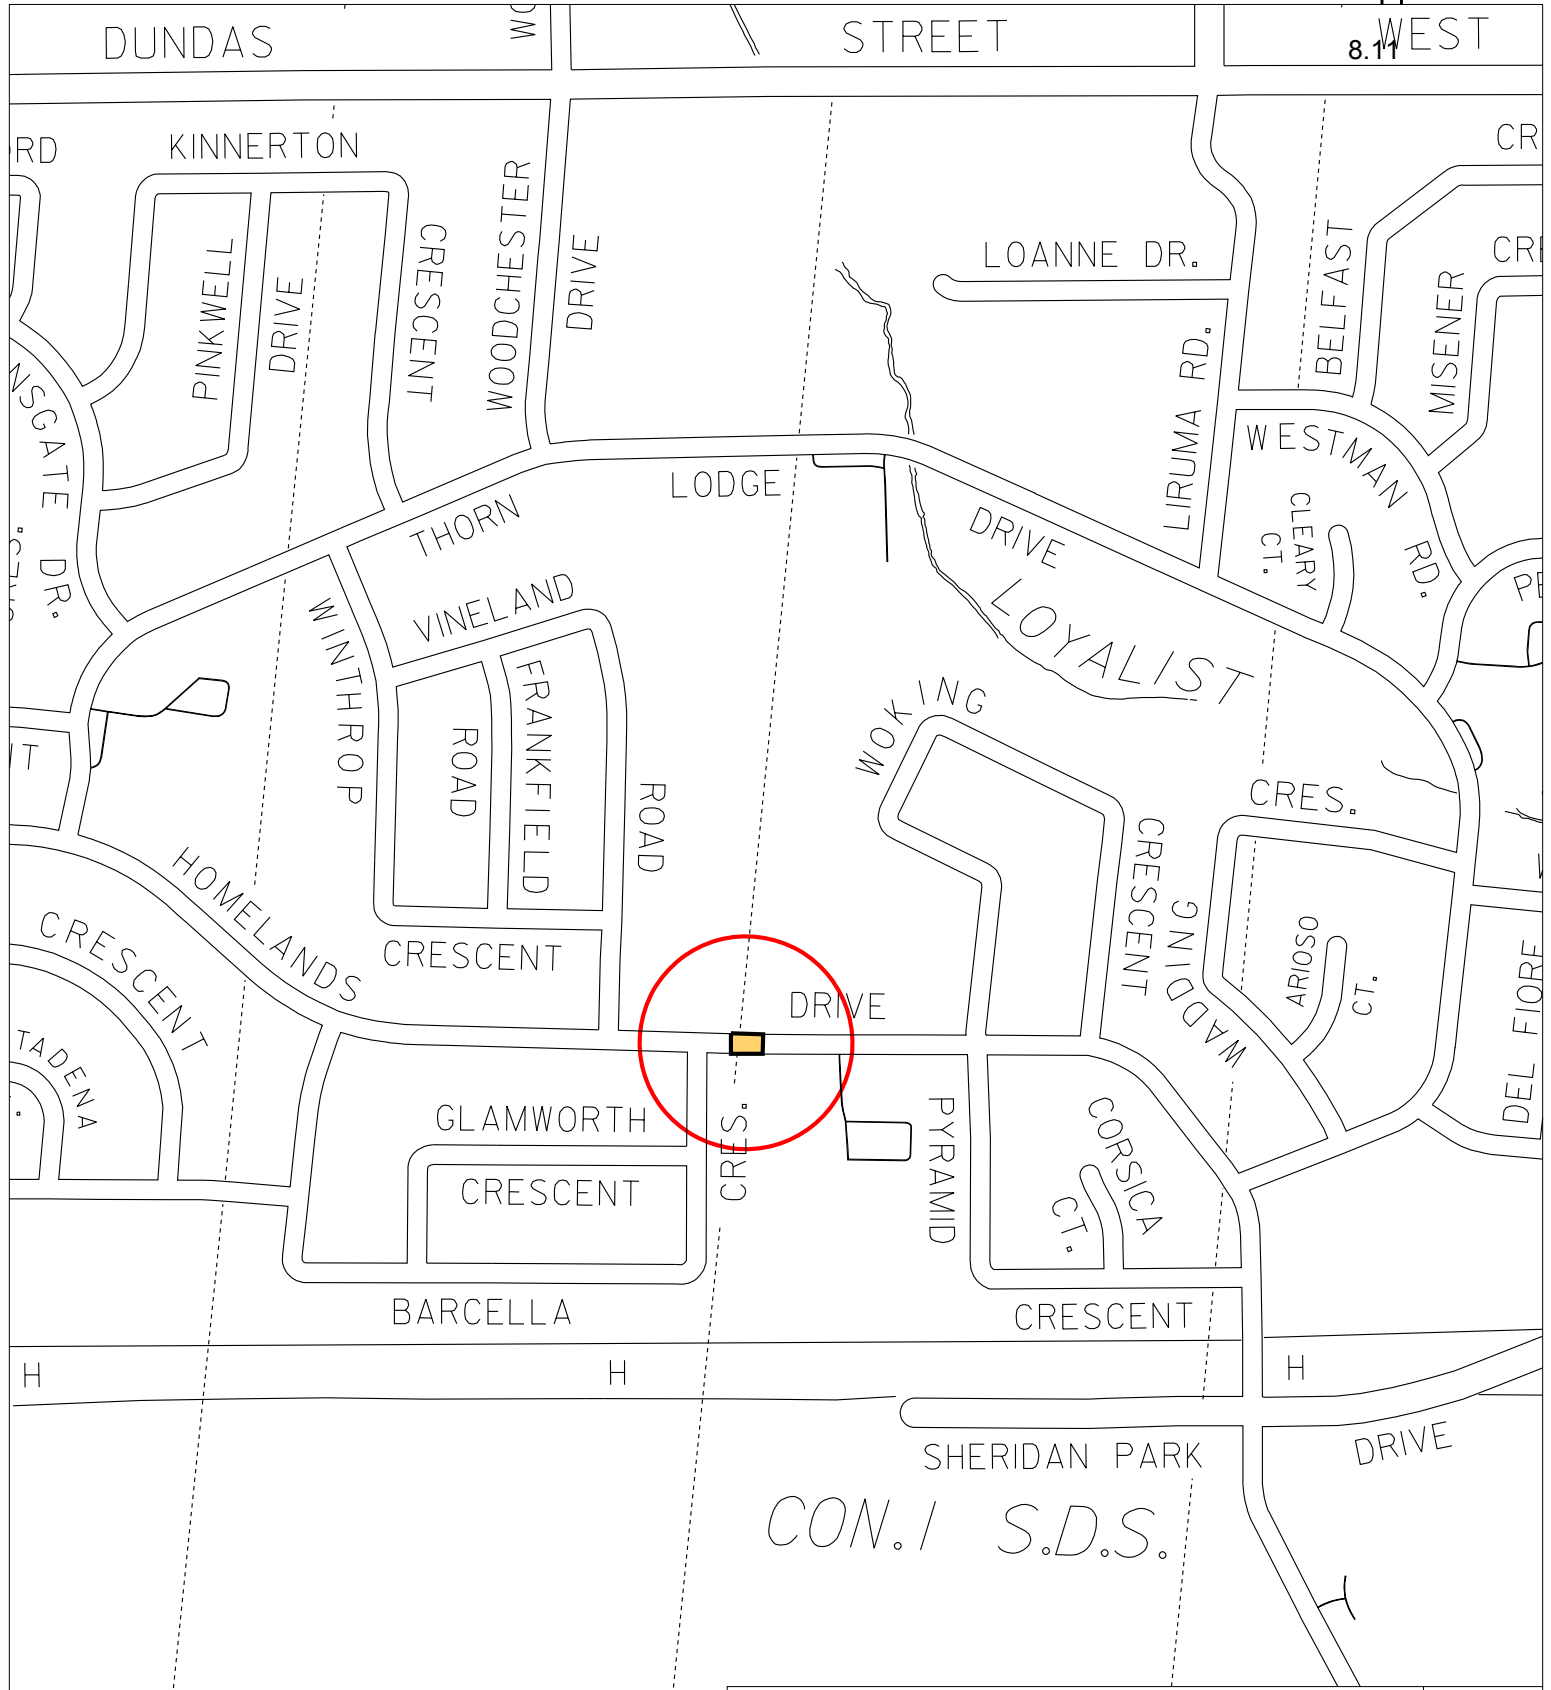 DUNDAS STREET WEST
8.11
KINNERTON
CRESCENT
PINKWELL
DRIVE
WOODCHESTER
DRIVE
LOANNE DR.
LIRUMA RD.
BELFAST
MISENER
WESTMAN
RD.
CLEARY
CT.
THORN
LODGE
DRIVE
LOYALIST
WINTHROP
VINELAND
ROAD
FRANKFIELD
ROAD
CRESCENT
WOKING
CRESCENT
WADDING
CRES.
ARIOSO
CT.
DEL FIORE
HOMELANDS
DRIVE
CRESCENT
TADENA
DR.
GLAMWORTH
CRESCENT
CRES.
BARCELLA
PYRAMID
CRESCENT
CORSICA
CT.
H
H
H
SHERIDAN PARK
DRIVE
CON.1 S.D.S.